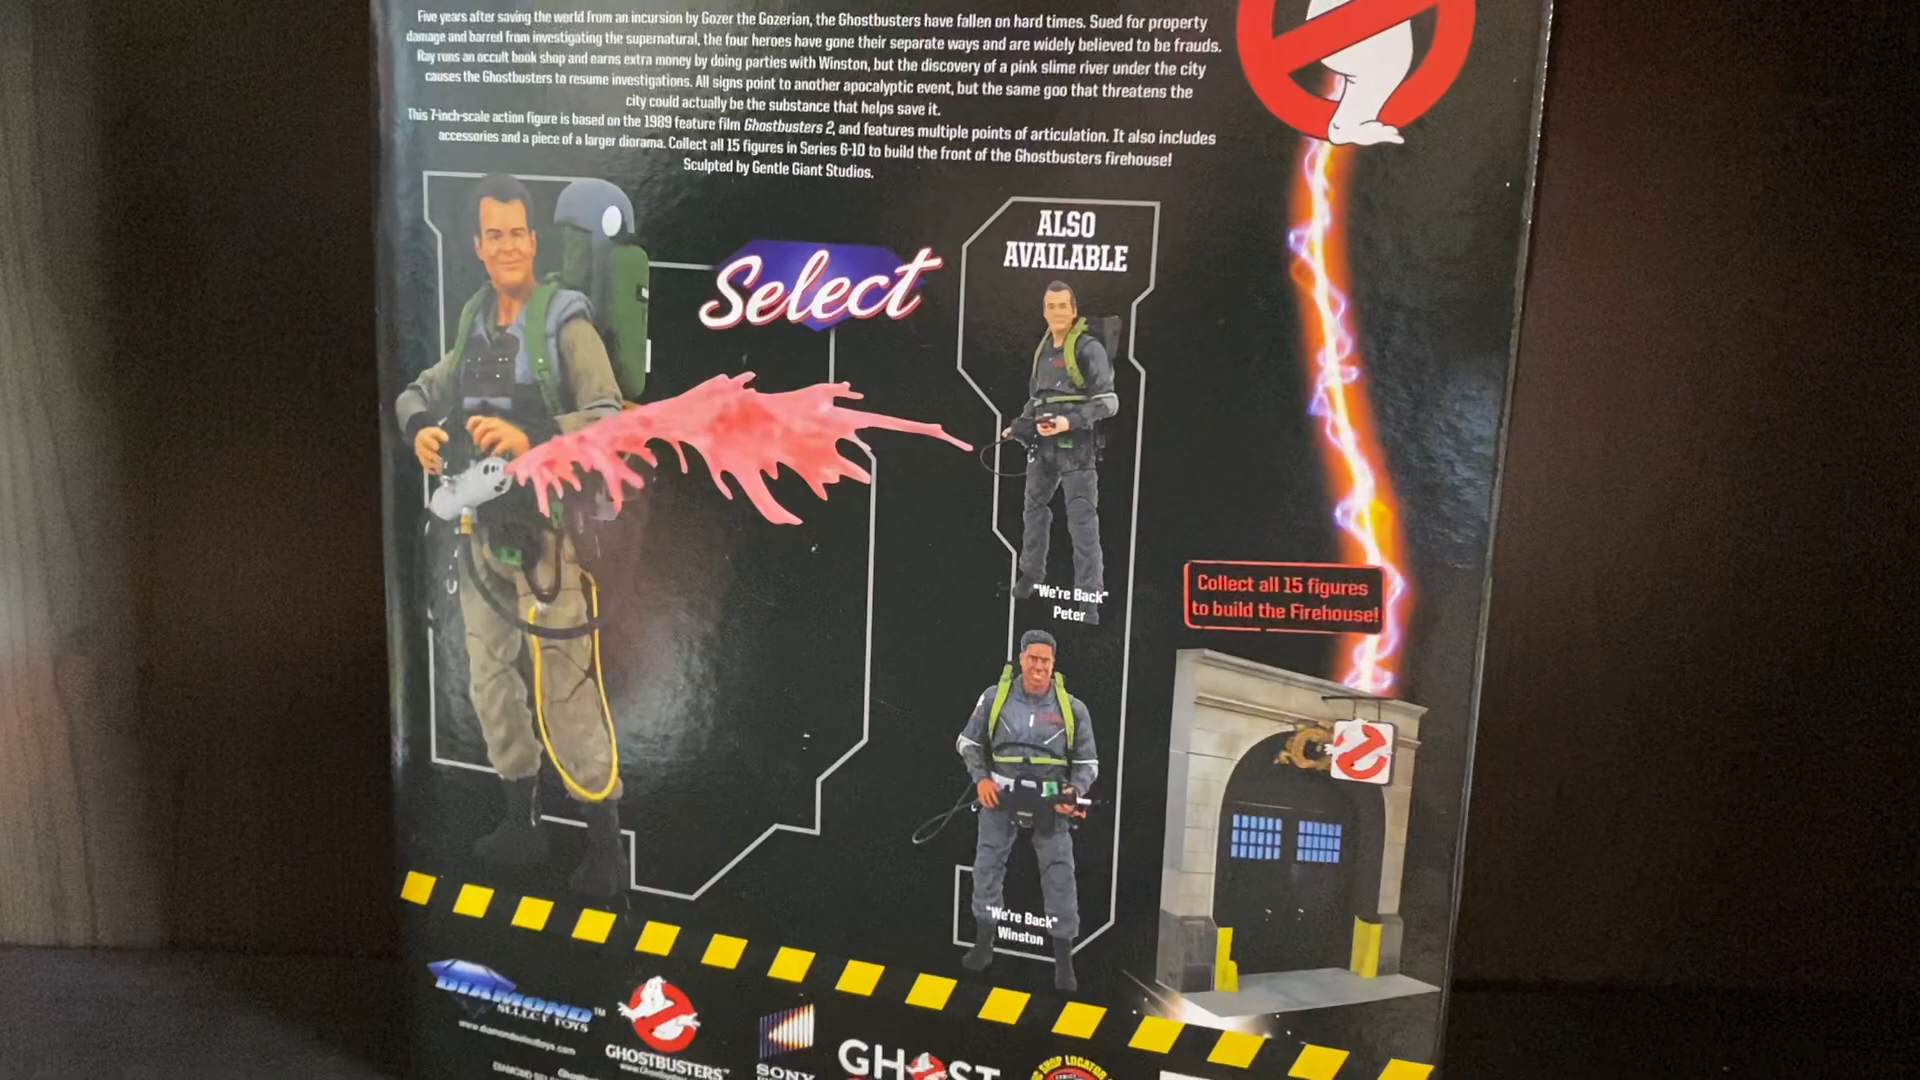 Five years after saving the world from an incursion by Gozer the Gozerian, the Ghostbusters have fallen on hard times. Sued for property
damage and barred from investigating the supernatural, the four heroes have gone their separate ways and are widely believed to be frauds.
Ray runs an occult book shop and earns extra money by doing parties with Winston, but the discovery of a pink slime river under the city
causes the Ghostbusters to resume investigations. All signs point to another apocalyptic event, but the same goo that threatens the
city could actually be the substance that helps save it.
This 7-inch-scale action figure is based on the 1989 feature film Ghostbusters 2, and features multiple points of articulation. It also includes
accessories and a piece of a larger diorama. Collect all 15 figures in Series 6-10 to build the front of the Ghostbusters firehouse!
Sculpted by Gentle Giant Studios.
Select
ALSO
AVAILABLE
"We're Back"
Peter
Collect all 15 figures
to build the Firehouse!
"We're Back"
Winston
DIAMOND™
SELECT TOYS
www.diamondselecttoys.com
GHOSTBUSTERS™
SONY
GHOST
SHOP LOCATOR